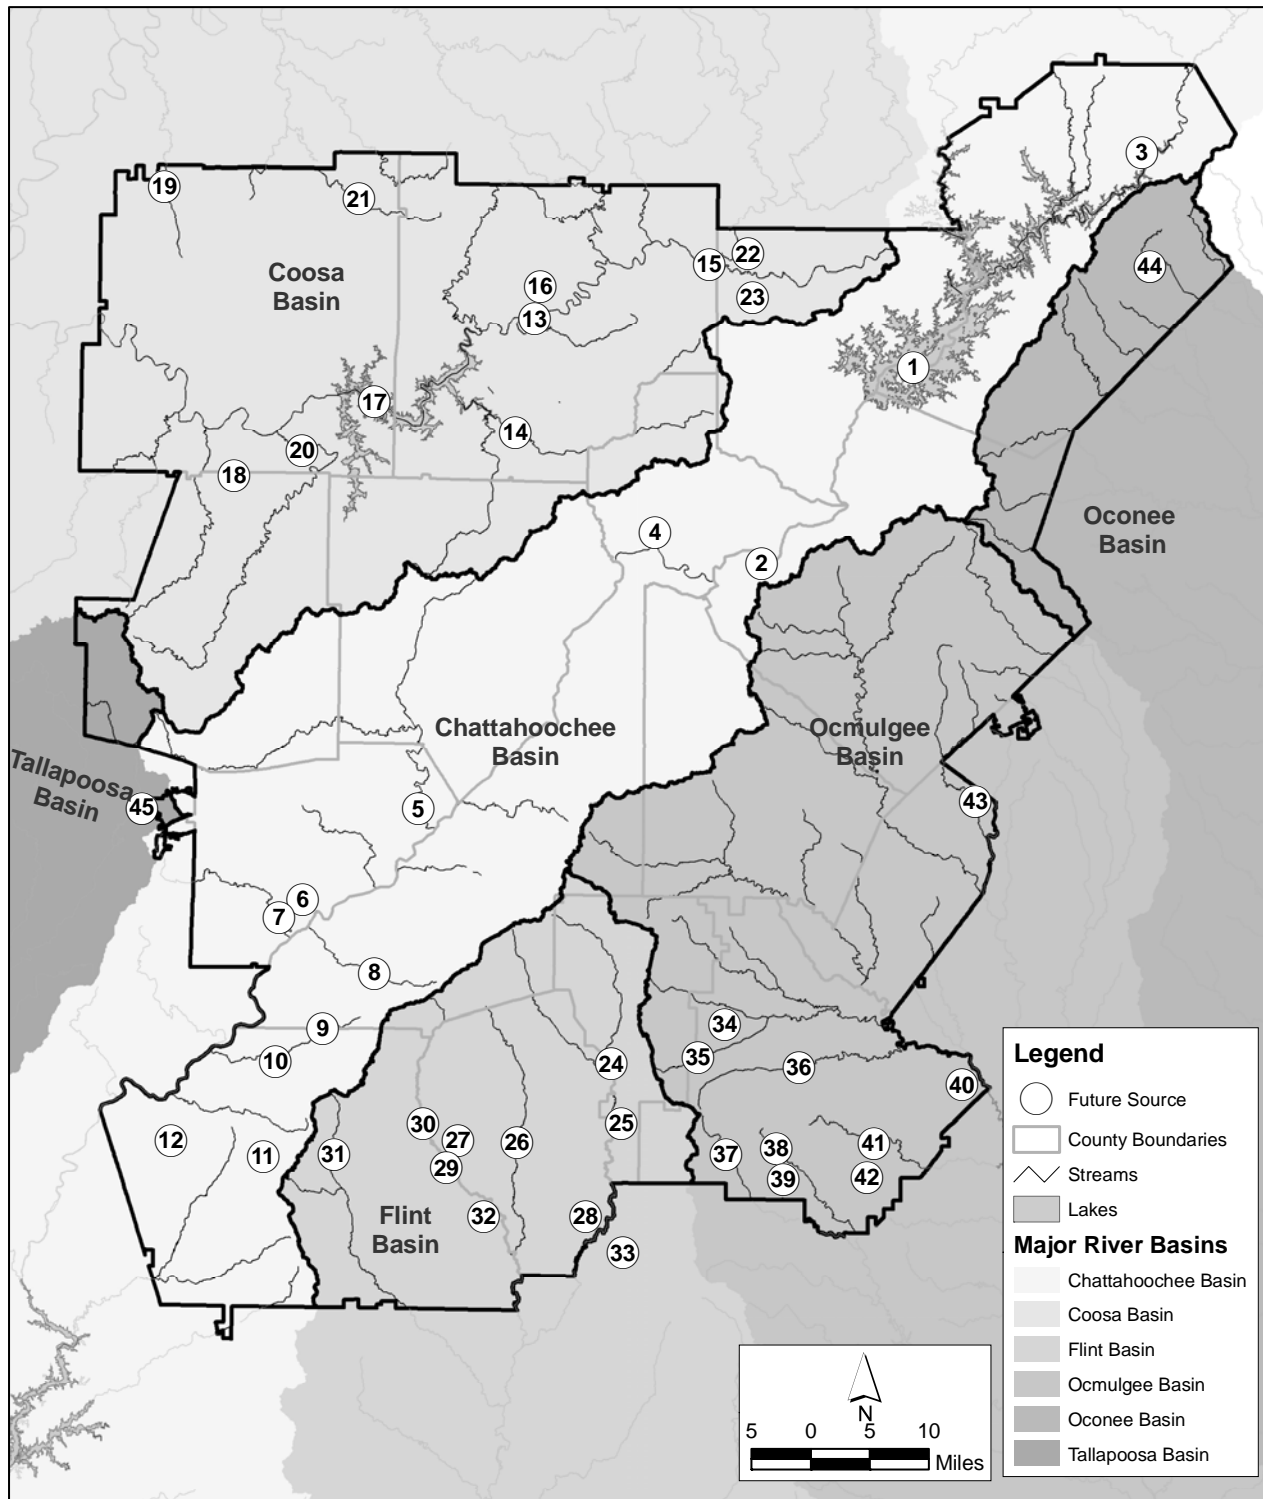 3
19
21
22
15
44
Coosa
Basin
16
23
13
1
17
14
20
18
Oconee
Basin
4
2
Chattahoochee
Basin
Ocmulgee
Basin
Tallapoosa
Basin
45
5
43
6
7
8
9
10
34
35
36
24
40
30
25
12
27
26
11
31
29
37
38
41
39
42
Flint
Basin
32
28
33
Legend
Future Source
County Boundaries
Streams
Lakes
Major River Basins
Chattahoochee Basin
Coosa Basin
Flint Basin
Ocmulgee Basin
Oconee Basin
Tallapoosa Basin
N
5 0 5 10
Miles